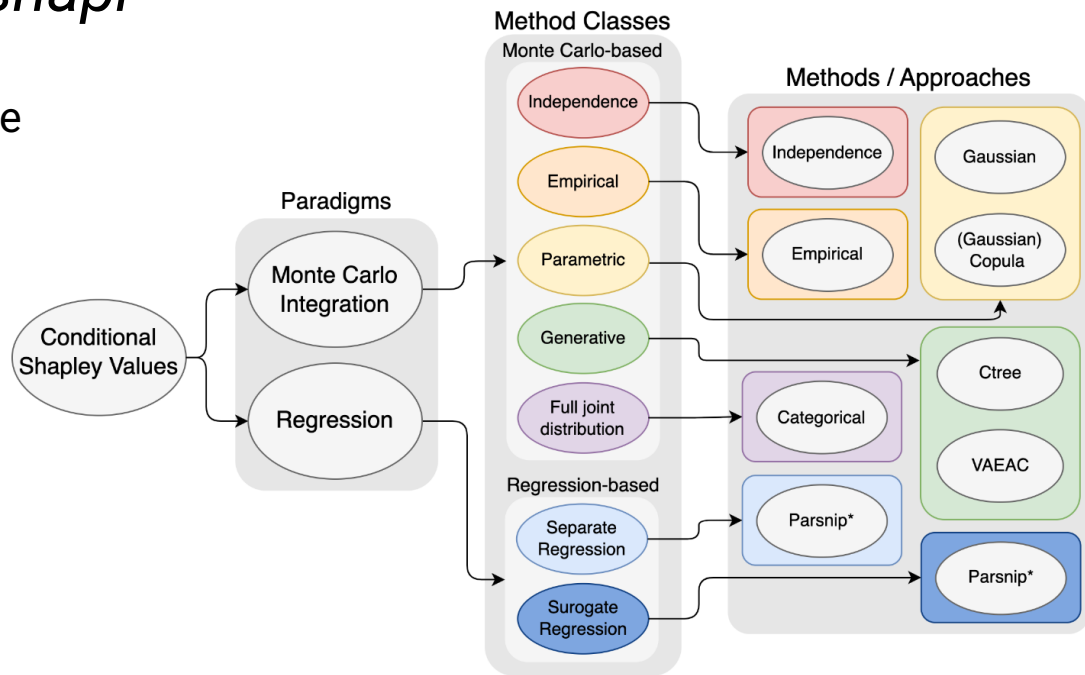 shapr
e
Method Classes
Monte Carlo-based
Methods / Approaches
Independence
Independence
Gaussian
Empirical
Paradigms
(Gaussian)
Copula
Empirical
Monte Carlo
Integration
Parametric
Conditional
Shapley Values
Generative
Ctree
Regression
Full joint
distribution
Categorical
VAEAC
Regression-based
Separate
Regression
Parsnip*
Parsnip*
Surogate
Regression